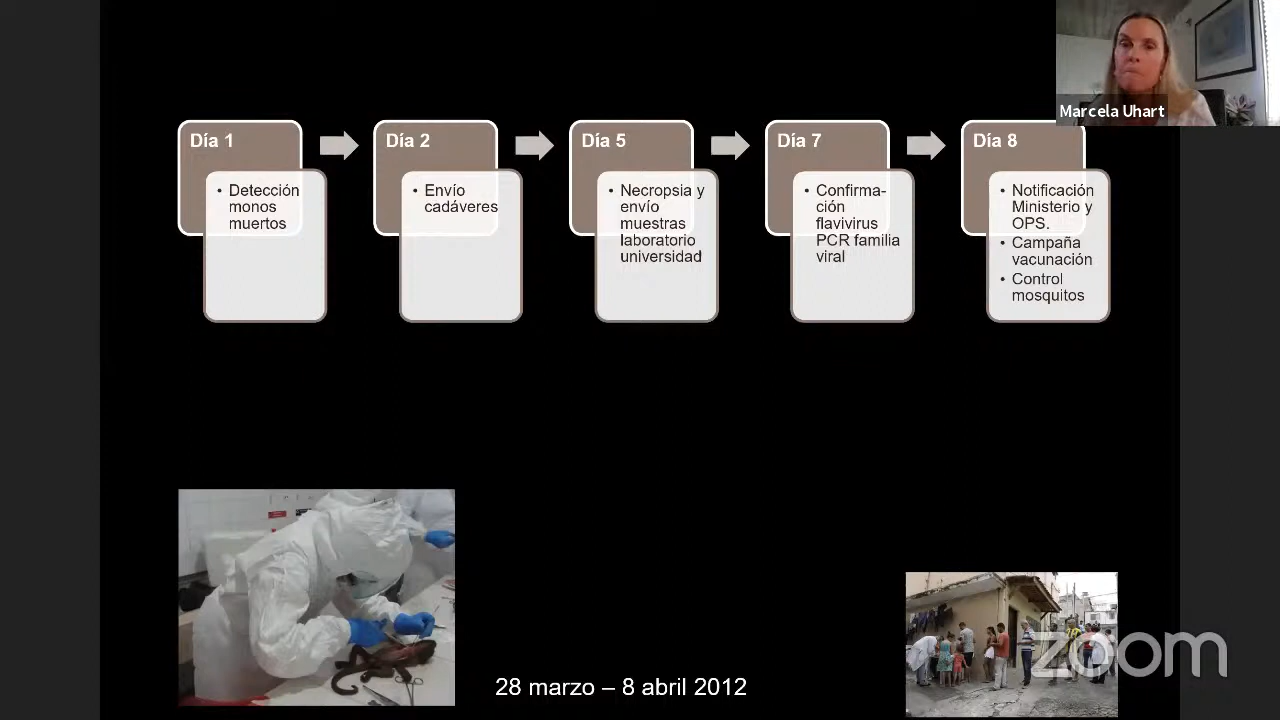 Marcela Uhart
Día 1
Detección
monos
muertos
Día 2
Envío
cadáveres
Día 5
Necropsia y
envío
muestras
laboratorio
universidad
Día 7
Confirma-
ción
flavivirus
PCR familia
viral
Día 8
Notificación
Ministerio y
OPS.
Campaña
vacunación
Control
mosquitos
28 marzo – 8 abril 2012
zoom